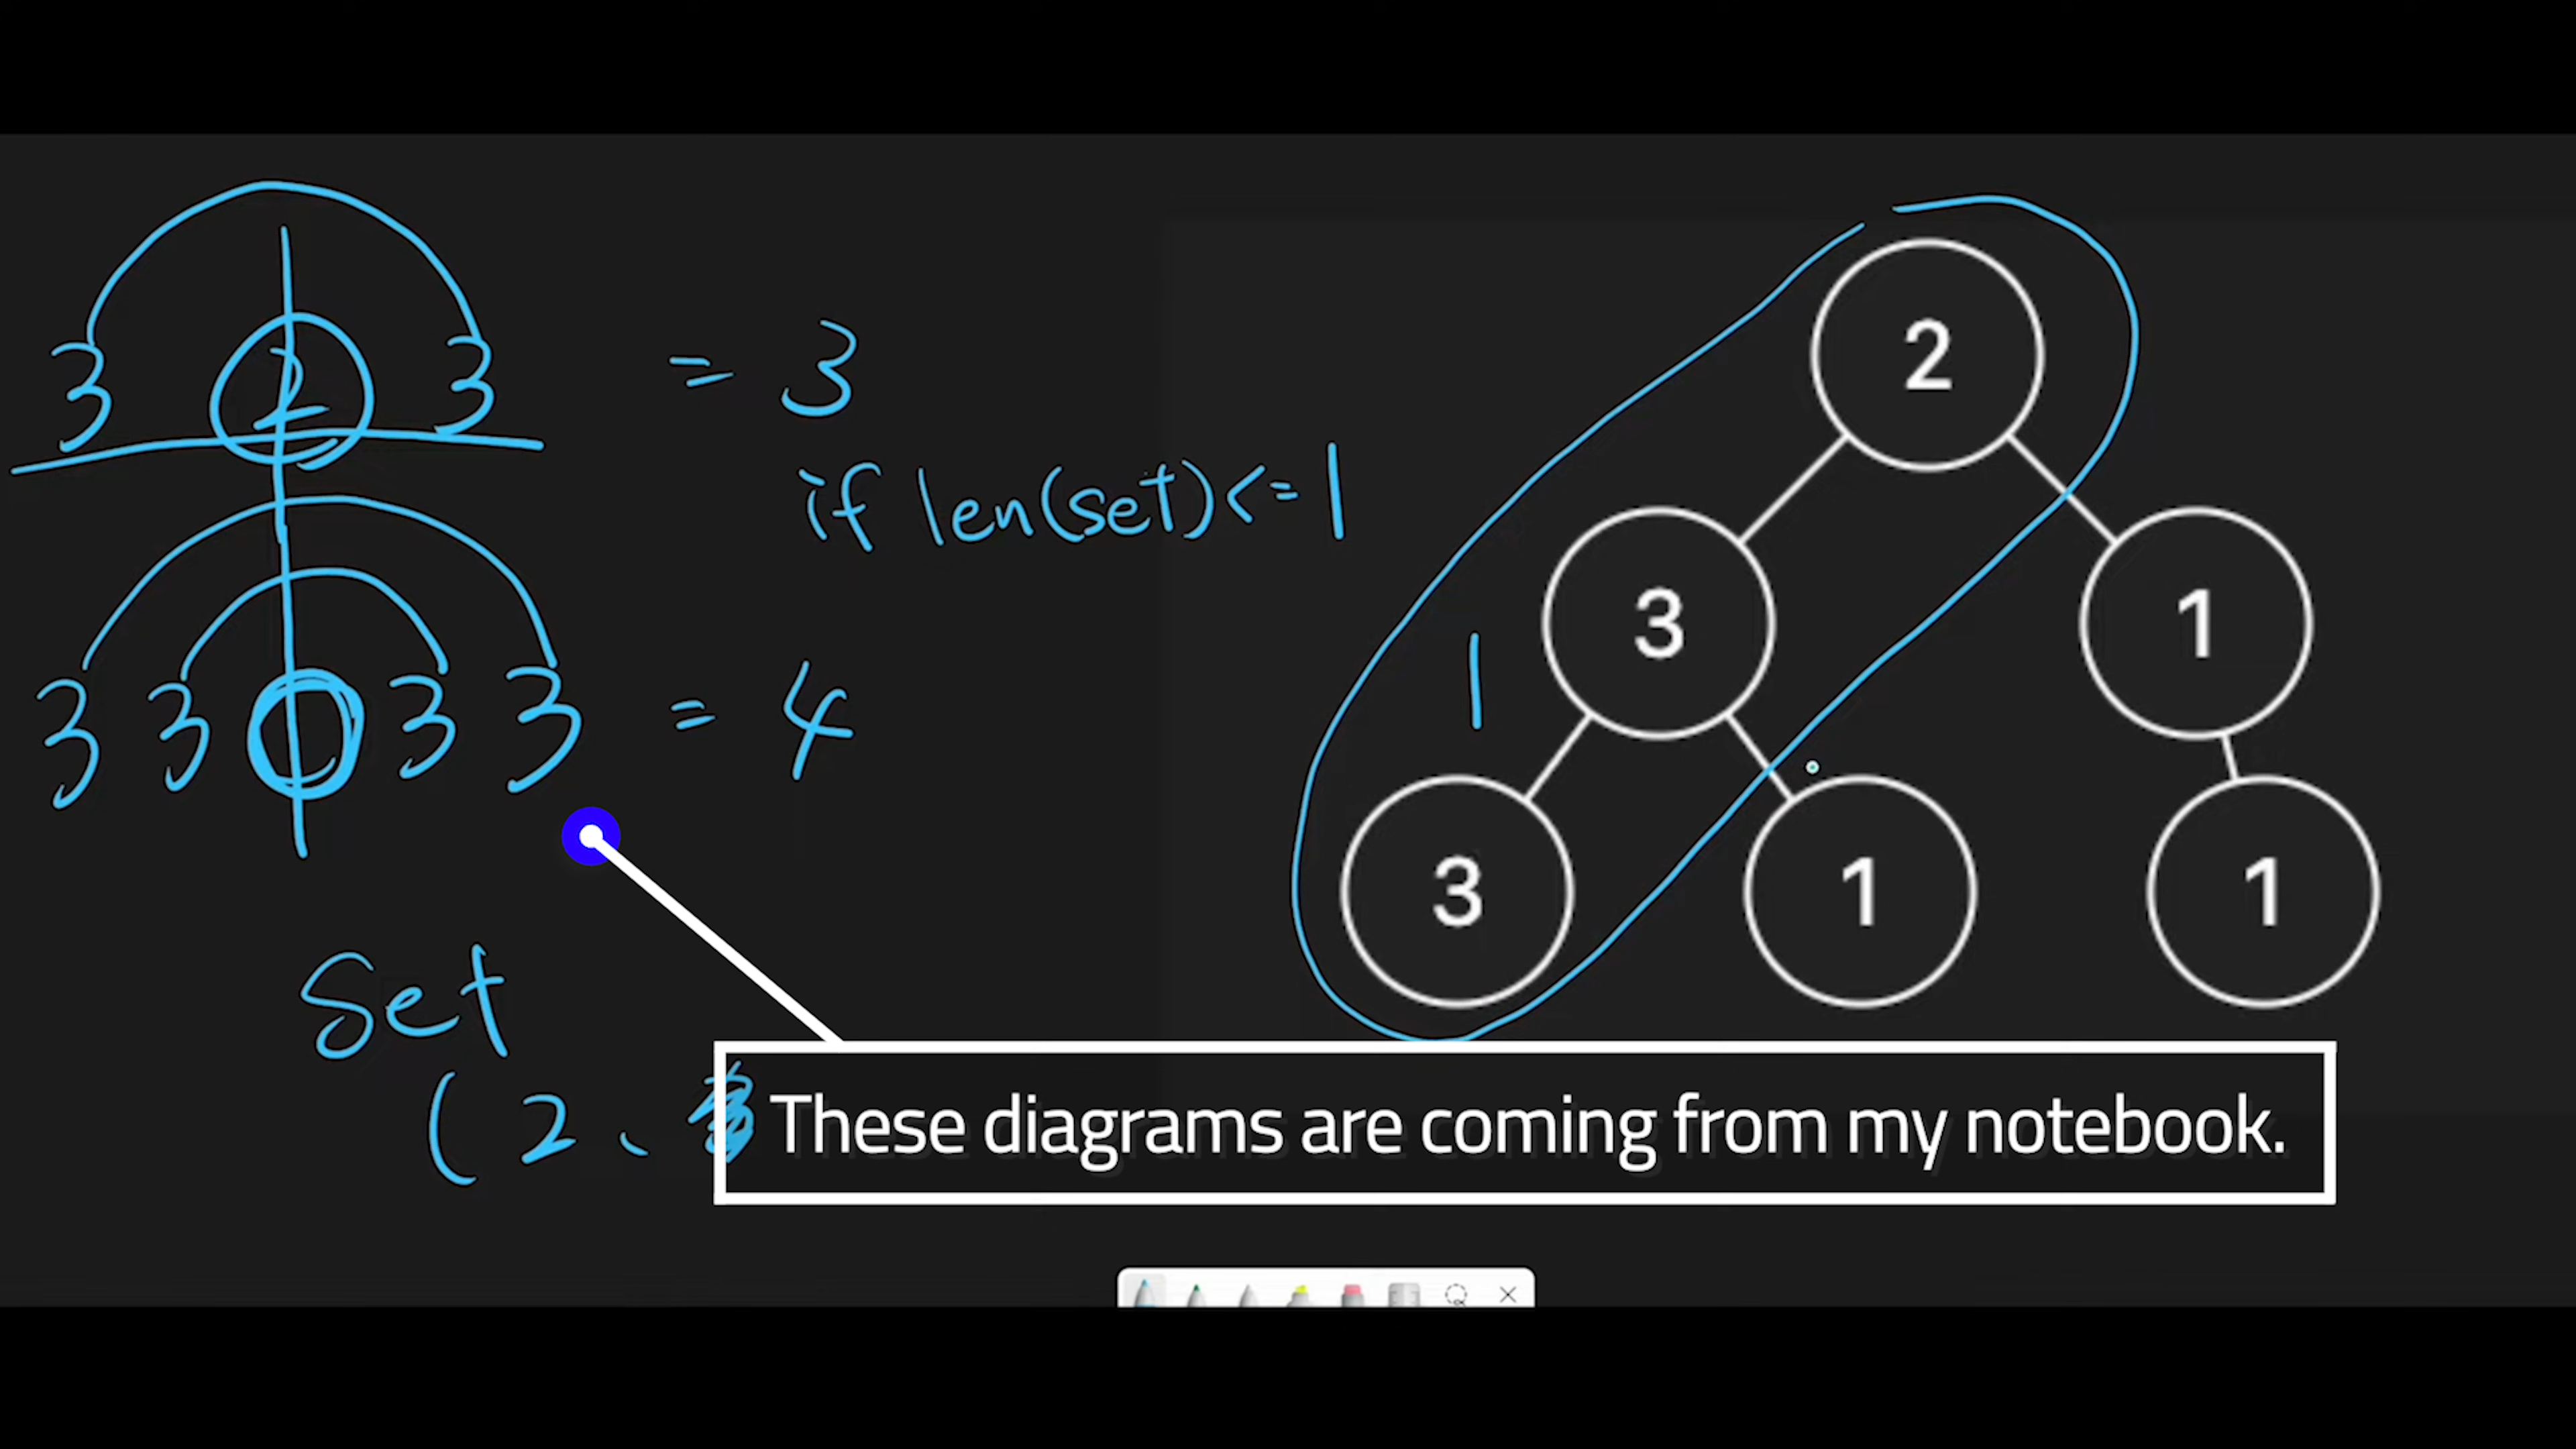 3 2 3 = 3
if len(set)<=1
3 3 3 3 = 4
Set
(2、
2
3 1
1
3 1 1
These diagrams are coming from my notebook.